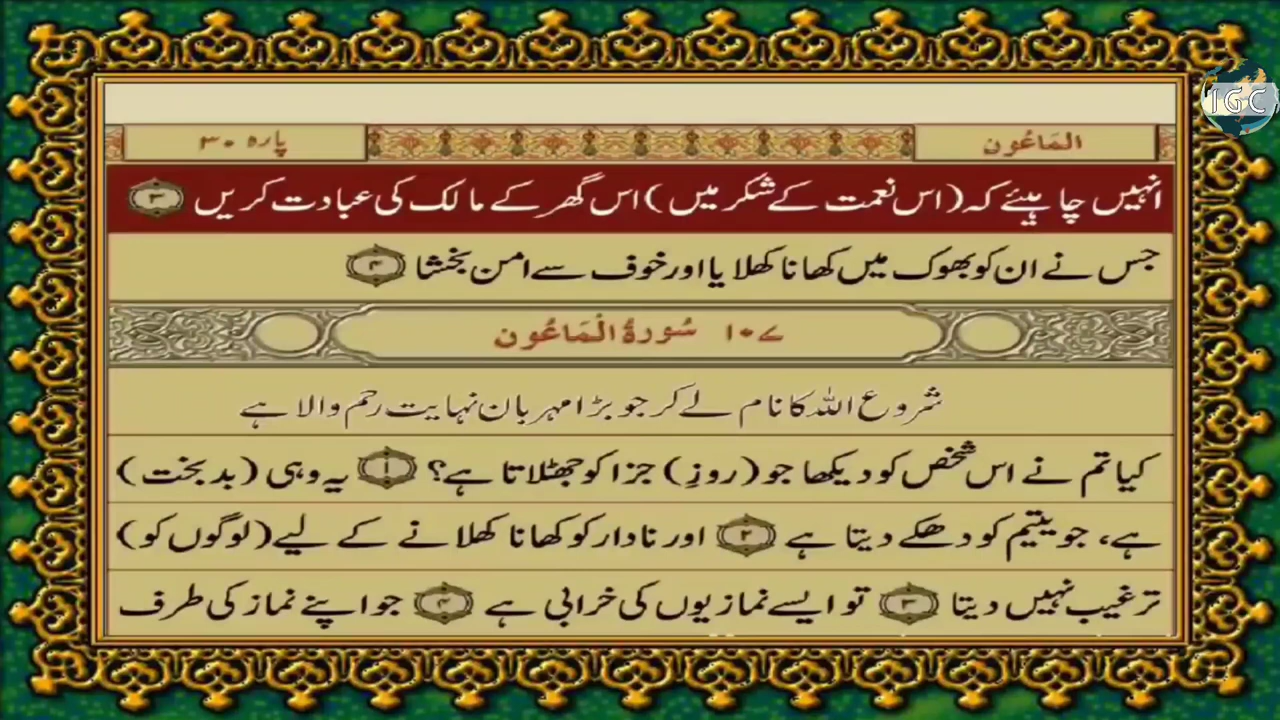 IGC
الماعون
پارہ ۳۰
انہیں چاہیئے کہ (اس نعمت کے شکر میں) اس گھر کے مالک کی عبادت کریں ۳
جس نے ان کو بھوک میں کھانا کھلایا اور خوف سے امن بخشا ۴
۱۰۷ سُورۃُ الْمَاعُون
شروع اللہ کا نام لے کر جو بڑا مہربان نہایت رحم والا ہے
کیا تم نے اس شخص کو دیکھا جو (روزِ) جزا کو جھٹلاتا ہے؟ ۱ یہ وہی (بدبخت)
ہے، جو یتیم کو دھکے دیتا ہے ۲ اور نادار کو کھانا کھلانے کے لیے (لوگوں کو)
ترغیب نہیں دیتا ۳ تو ایسے نمازیوں کی خرابی ہے ۴ جو اپنے نماز کی طرف